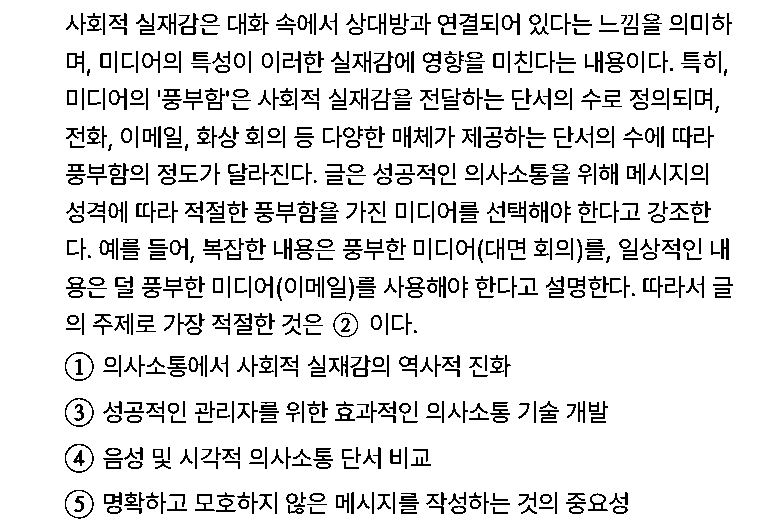 사회적 실재감은 대화 속에서 상대방과 연결되어 있다는 느낌을 의미하
며, 미디어의 특성이 이러한 실재감에 영향을 미친다는 내용이다. 특히,
미디어의 '풍부함'은 사회적 실재감을 전달하는 단서의 수로 정의되며,
전화, 이메일, 화상 회의 등 다양한 매체가 제공하는 단서의 수에 따라
풍부함의 정도가 달라진다. 글은 성공적인 의사소통을 위해 메시지의
성격에 따라 적절한 풍부함을 가진 미디어를 선택해야 한다고 강조한
다. 예를 들어, 복잡한 내용은 풍부한 미디어(대면 회의)를, 일상적인 내
용은 덜 풍부한 미디어(이메일)를 사용해야 한다고 설명한다. 따라서 글
의 주제로 가장 적절한 것은 ② 이다.
① 의사소통에서 사회적 실재감의 역사적 진화
③ 성공적인 관리자를 위한 효과적인 의사소통 기술 개발
④ 음성 및 시각적 의사소통 단서 비교
⑤ 명확하고 모호하지 않은 메시지를 작성하는 것의 중요성